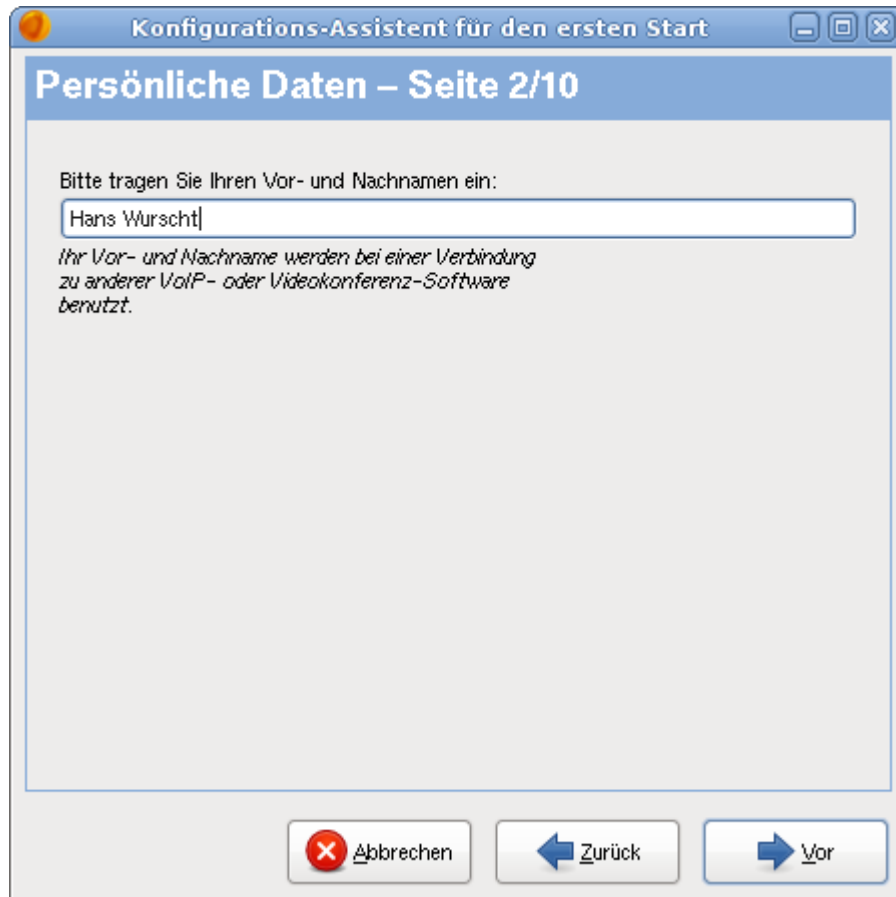 Konfigurations-Assistent für den ersten Start
Persönliche Daten – Seite 2/10
Bitte tragen Sie Ihren Vor- und Nachnamen ein:
Hans Wurscht
Ihr Vor- und Nachname werden bei einer Verbindung
zu anderer VoIP- oder Videokonferenz-Software
benutzt.
Abbrechen
Zurück
Vor